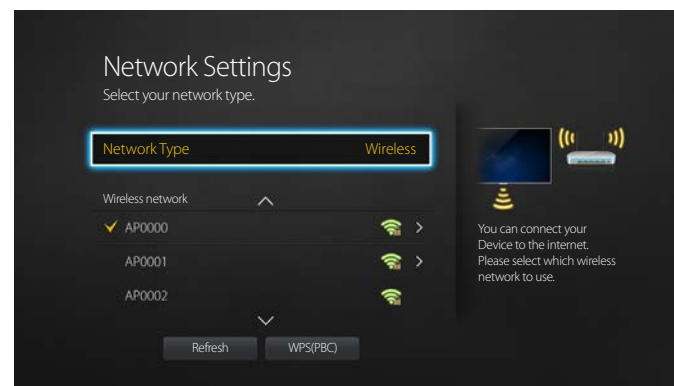 Network Settings
Select your network type.
Network Type Wireless
Wireless network
AP0000
AP0001
AP0002
Refresh WPS(PBC)
You can connect your
Device to the internet.
Please select which wireless
network to use.